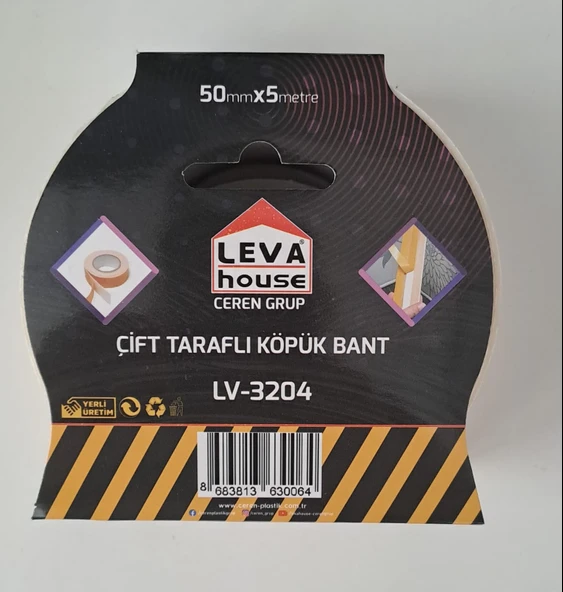 50mmx5metre
LEVA
house
CEREN GRUP
ÇİFT TARAFLI KÖPÜK BANT
LV-3204
YERLİ
ÜRETİM
8 683813 630064
www.ceren-plastik.com.tr